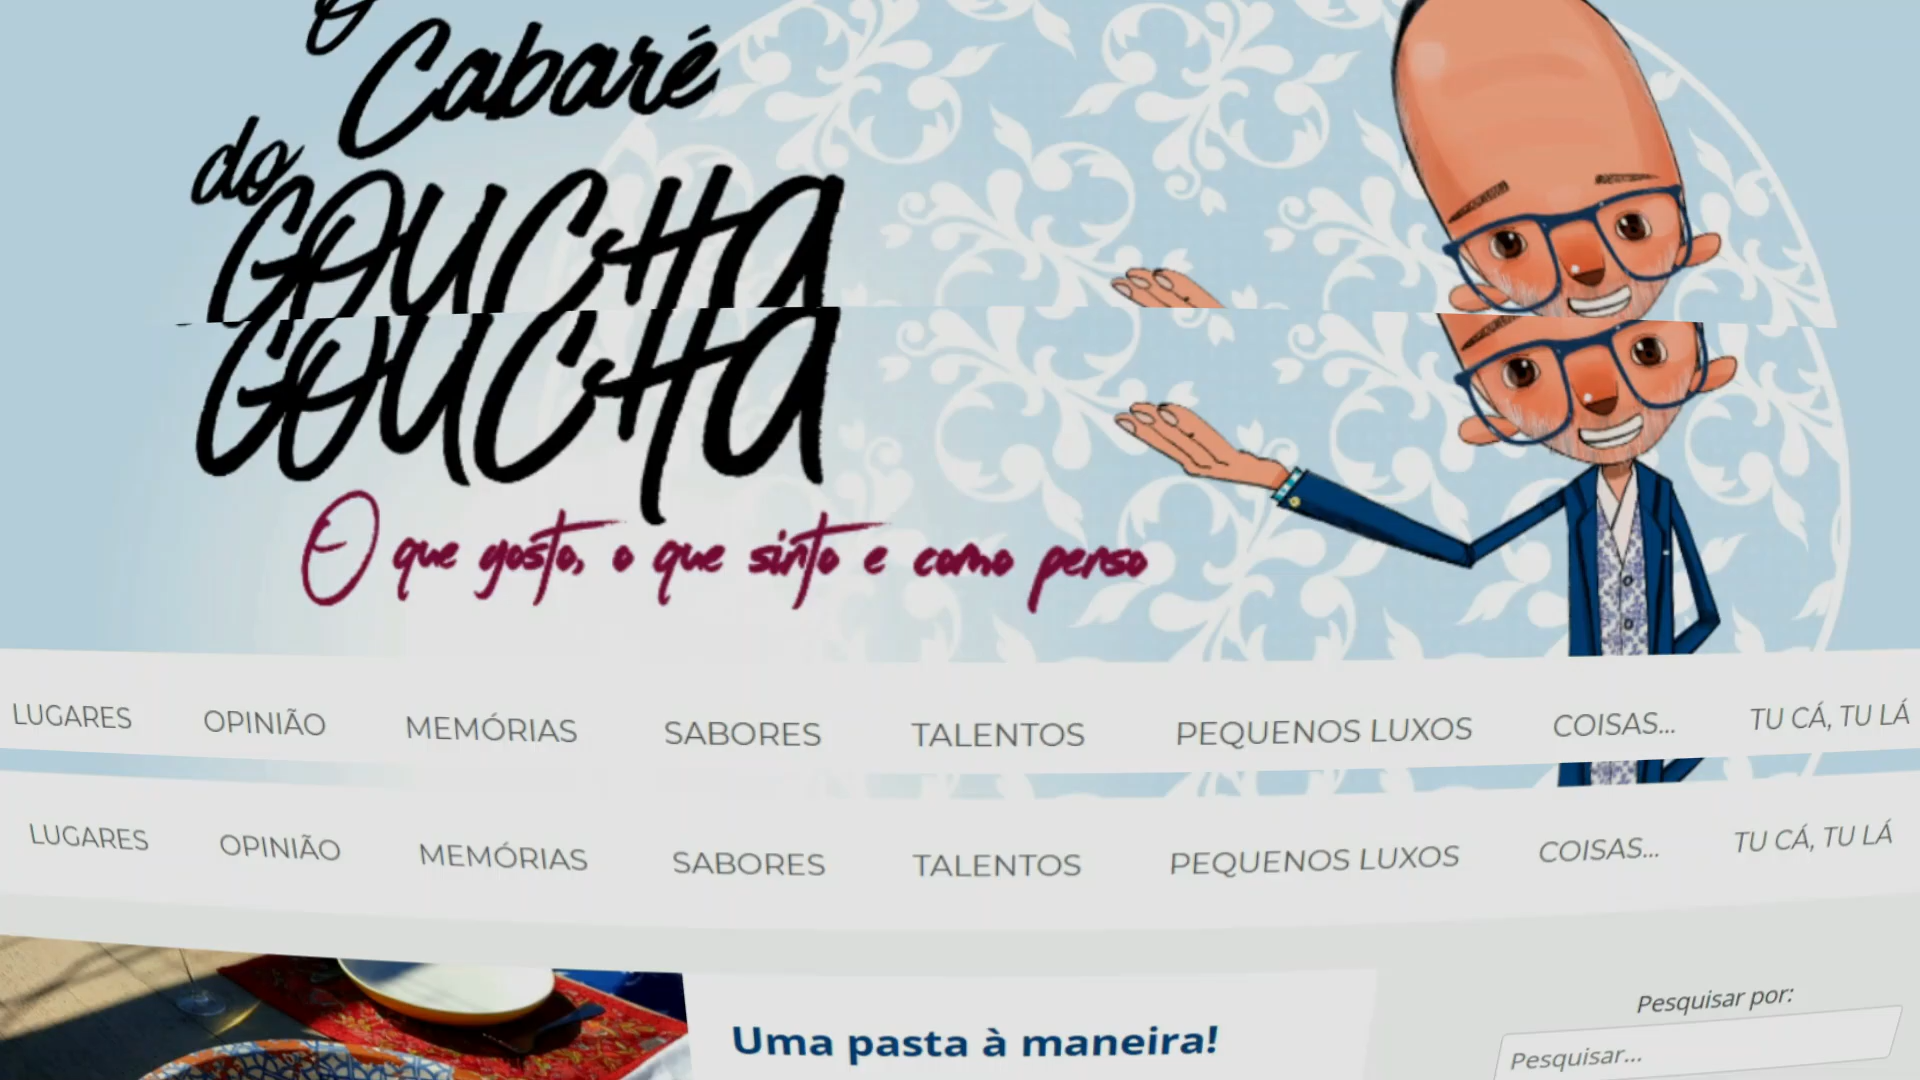 Cabaré
do
GOUCHA
GOUCHA
O que gosto, o que sinto e como penso
LUGARES OPINIÃO MEMÓRIAS SABORES TALENTOS PEQUENOS LUXOS COISAS... TU CÁ, TU LÁ
LUGARES OPINIÃO MEMÓRIAS SABORES TALENTOS PEQUENOS LUXOS COISAS... TU CÁ, TU LÁ
Uma pasta à maneira!
Pesquisar por:
Pesquisar...